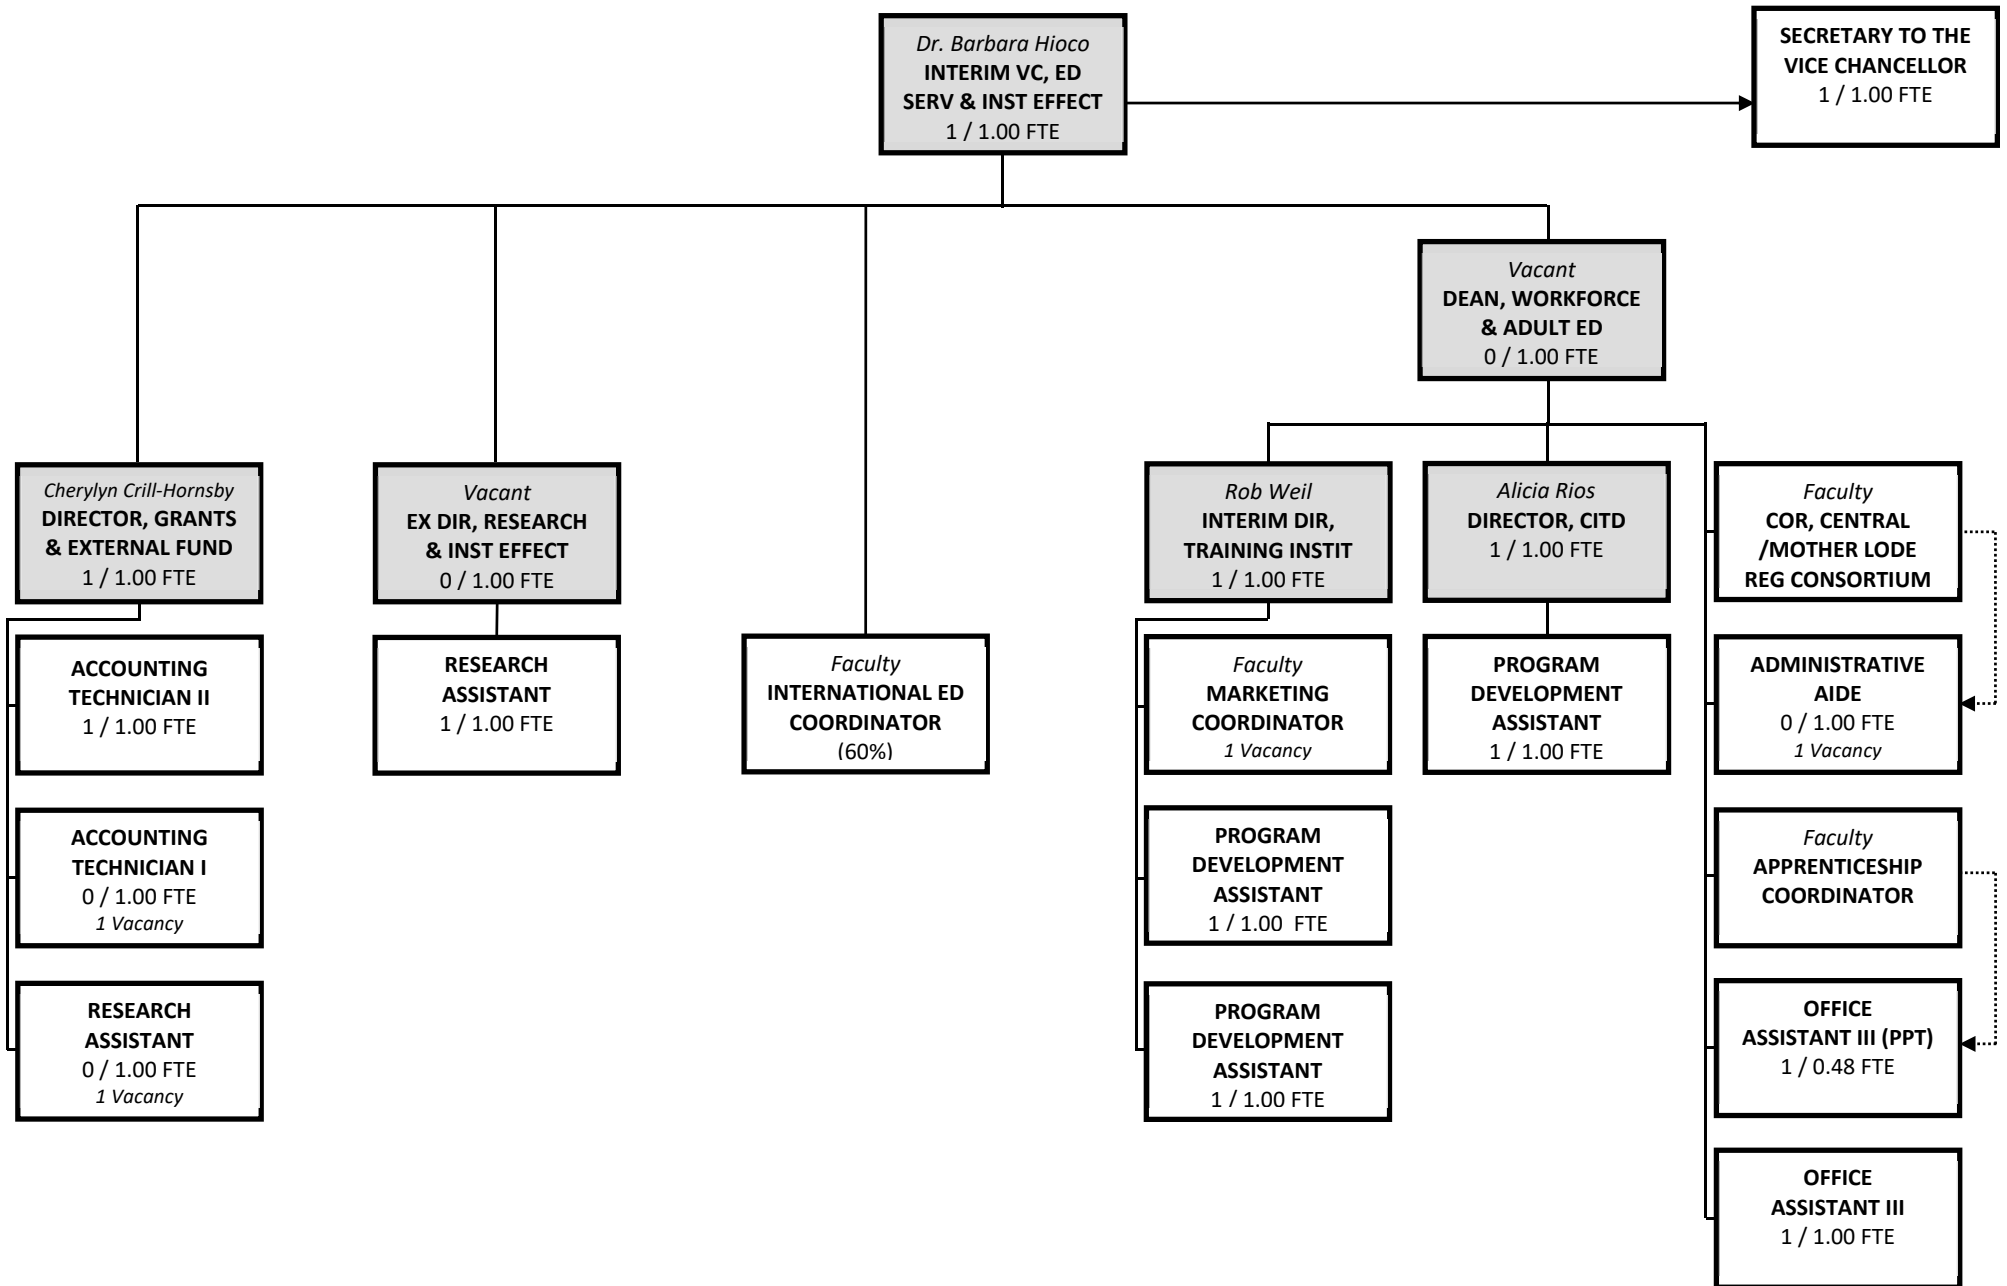 Dr. Barbara Hioco
INTERIM VC, ED
SERV & INST EFFECT
1 / 1.00 FTE
SECRETARY TO THE
VICE CHANCELLOR
1 / 1.00 FTE
Vacant
DEAN, WORKFORCE
& ADULT ED
0 / 1.00 FTE
Cherylyn Crill-Hornsby
DIRECTOR, GRANTS
& EXTERNAL FUND
1 / 1.00 FTE
Vacant
EX DIR, RESEARCH
& INST EFFECT
0 / 1.00 FTE
Rob Weil
INTERIM DIR,
TRAINING INSTIT
1 / 1.00 FTE
Alicia Rios
DIRECTOR, CITD
1 / 1.00 FTE
Faculty
COR, CENTRAL
/MOTHER LODE
REG CONSORTIUM
ACCOUNTING
TECHNICIAN II
1 / 1.00 FTE
RESEARCH
ASSISTANT
1 / 1.00 FTE
Faculty
INTERNATIONAL ED
COORDINATOR
(60%)
Faculty
MARKETING
COORDINATOR
1 Vacancy
PROGRAM
DEVELOPMENT
ASSISTANT
1 / 1.00 FTE
ADMINISTRATIVE
AIDE
0 / 1.00 FTE
1 Vacancy
ACCOUNTING
TECHNICIAN I
0 / 1.00 FTE
1 Vacancy
PROGRAM
DEVELOPMENT
ASSISTANT
1 / 1.00 FTE
Faculty
APPRENTICESHIP
COORDINATOR
RESEARCH
ASSISTANT
0 / 1.00 FTE
1 Vacancy
PROGRAM
DEVELOPMENT
ASSISTANT
1 / 1.00 FTE
OFFICE
ASSISTANT III (PPT)
1 / 0.48 FTE
OFFICE
ASSISTANT III
1 / 1.00 FTE